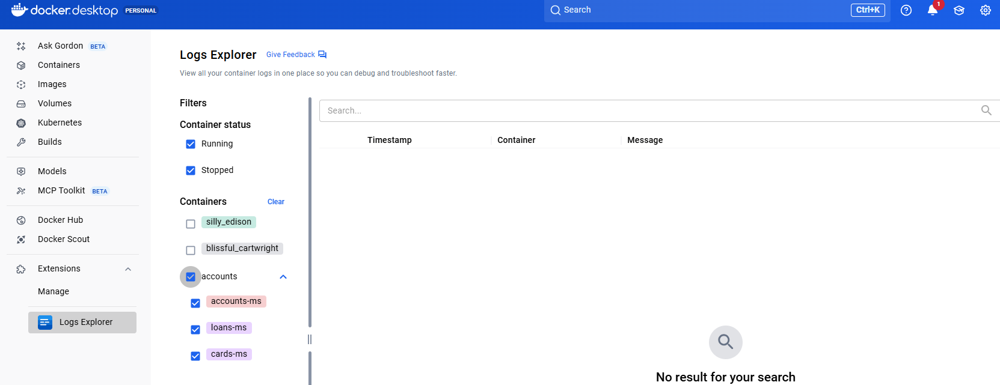 docker.desktop PERSONAL
Search
Ctrl+K
1
Ask Gordon BETA
Containers
Images
Volumes
Kubernetes
Builds
Models
MCP Toolkit BETA
Docker Hub
Docker Scout
Extensions
Manage
Logs Explorer
Logs Explorer Give Feedback
View all your container logs in one place so you can debug and troubleshoot faster.
Filters
Container status
Running
Stopped
Containers Clear
silly_edison
blissful_cartwright
accounts
accounts-ms
loans-ms
cards-ms
Search...
Timestamp Container Message
No result for your search